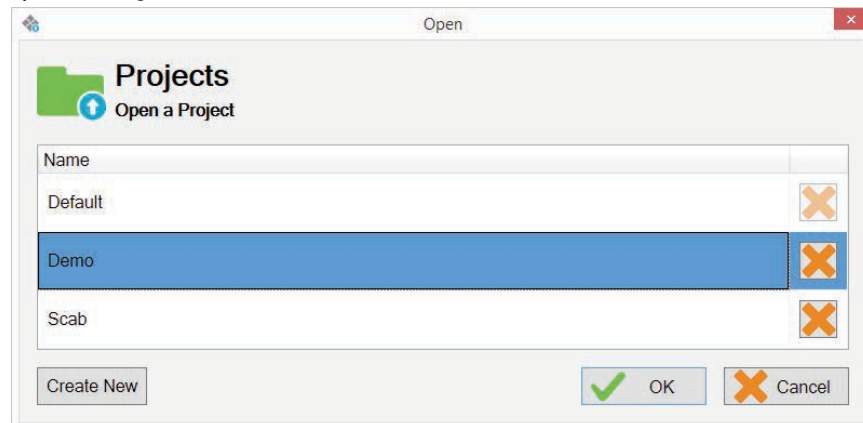 Open
Projects
Open a Project
Name
Default
Demo
Scab
Create New
OK
Cancel